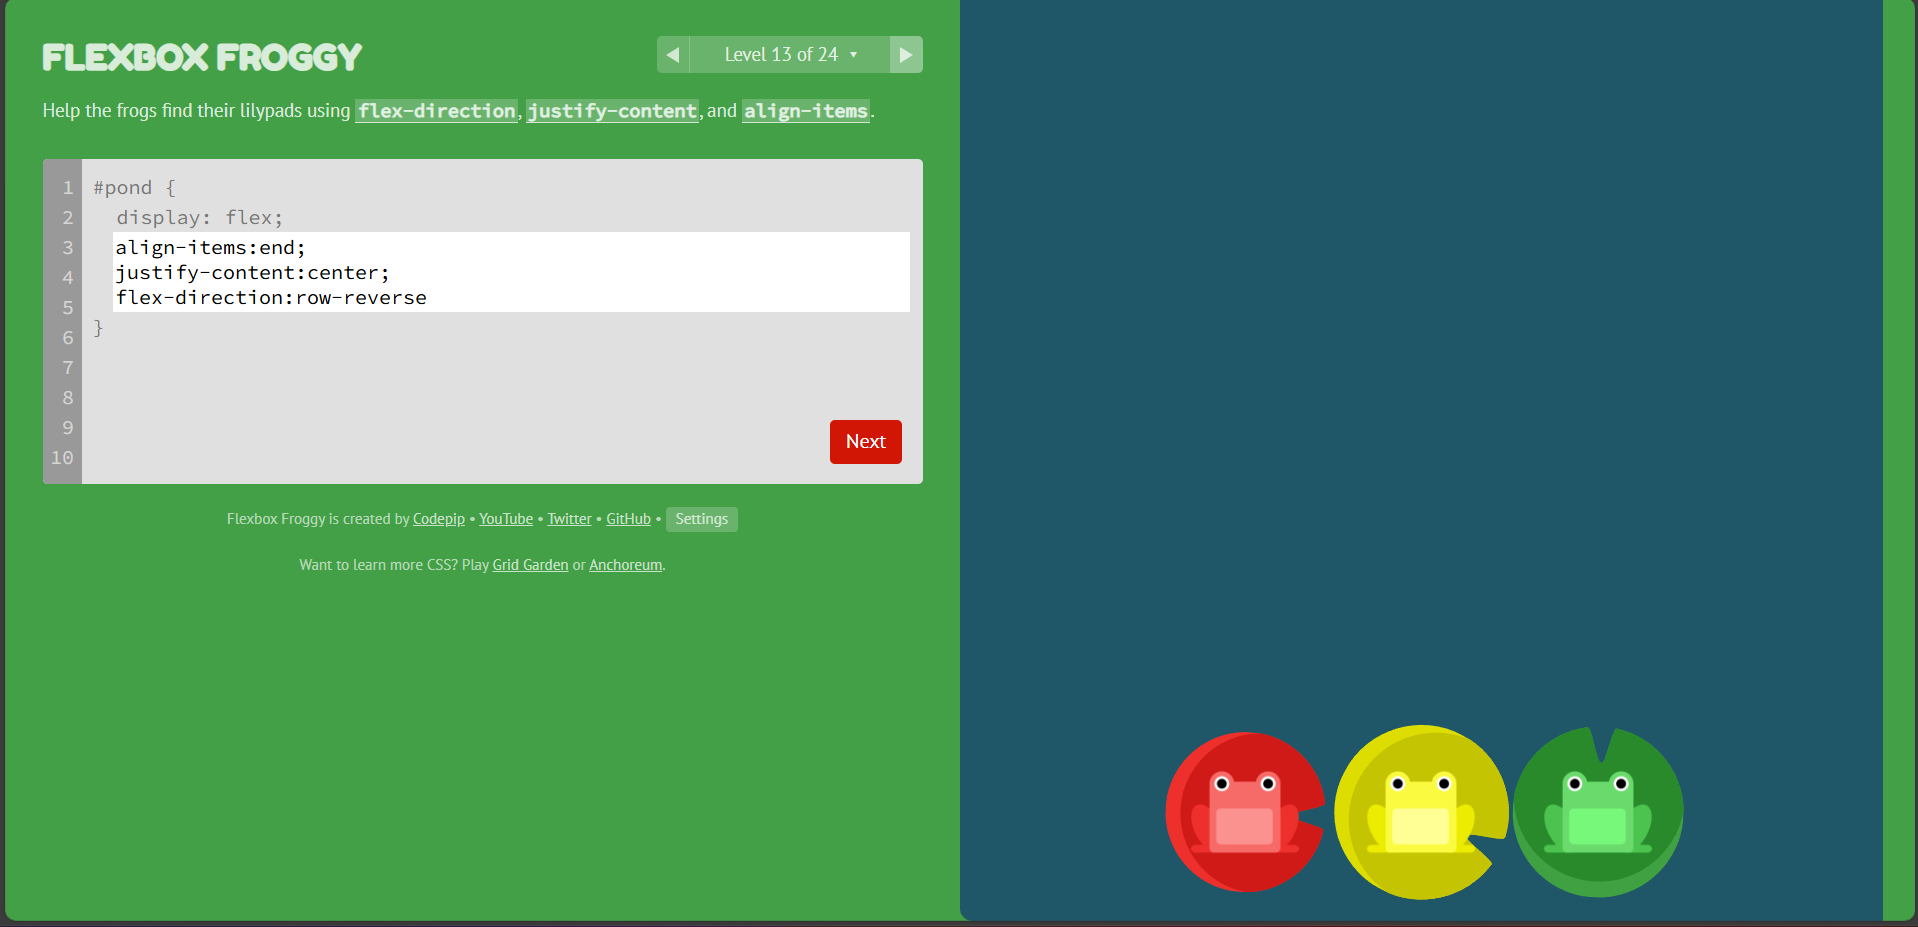 FLEXBOX FROGGY
Level 13 of 24
Help the frogs find their lilypads using flex-direction, justify-content, and align-items.
1 #pond {
2 display: flex;
3 align-items:end;
4 justify-content:center;
5 flex-direction:row-reverse
6 }
7
8
9
10
Next
Flexbox Froggy is created by Codepip • YouTube • Twitter • GitHub • Settings
Want to learn more CSS? Play Grid Garden or Anchoreum.